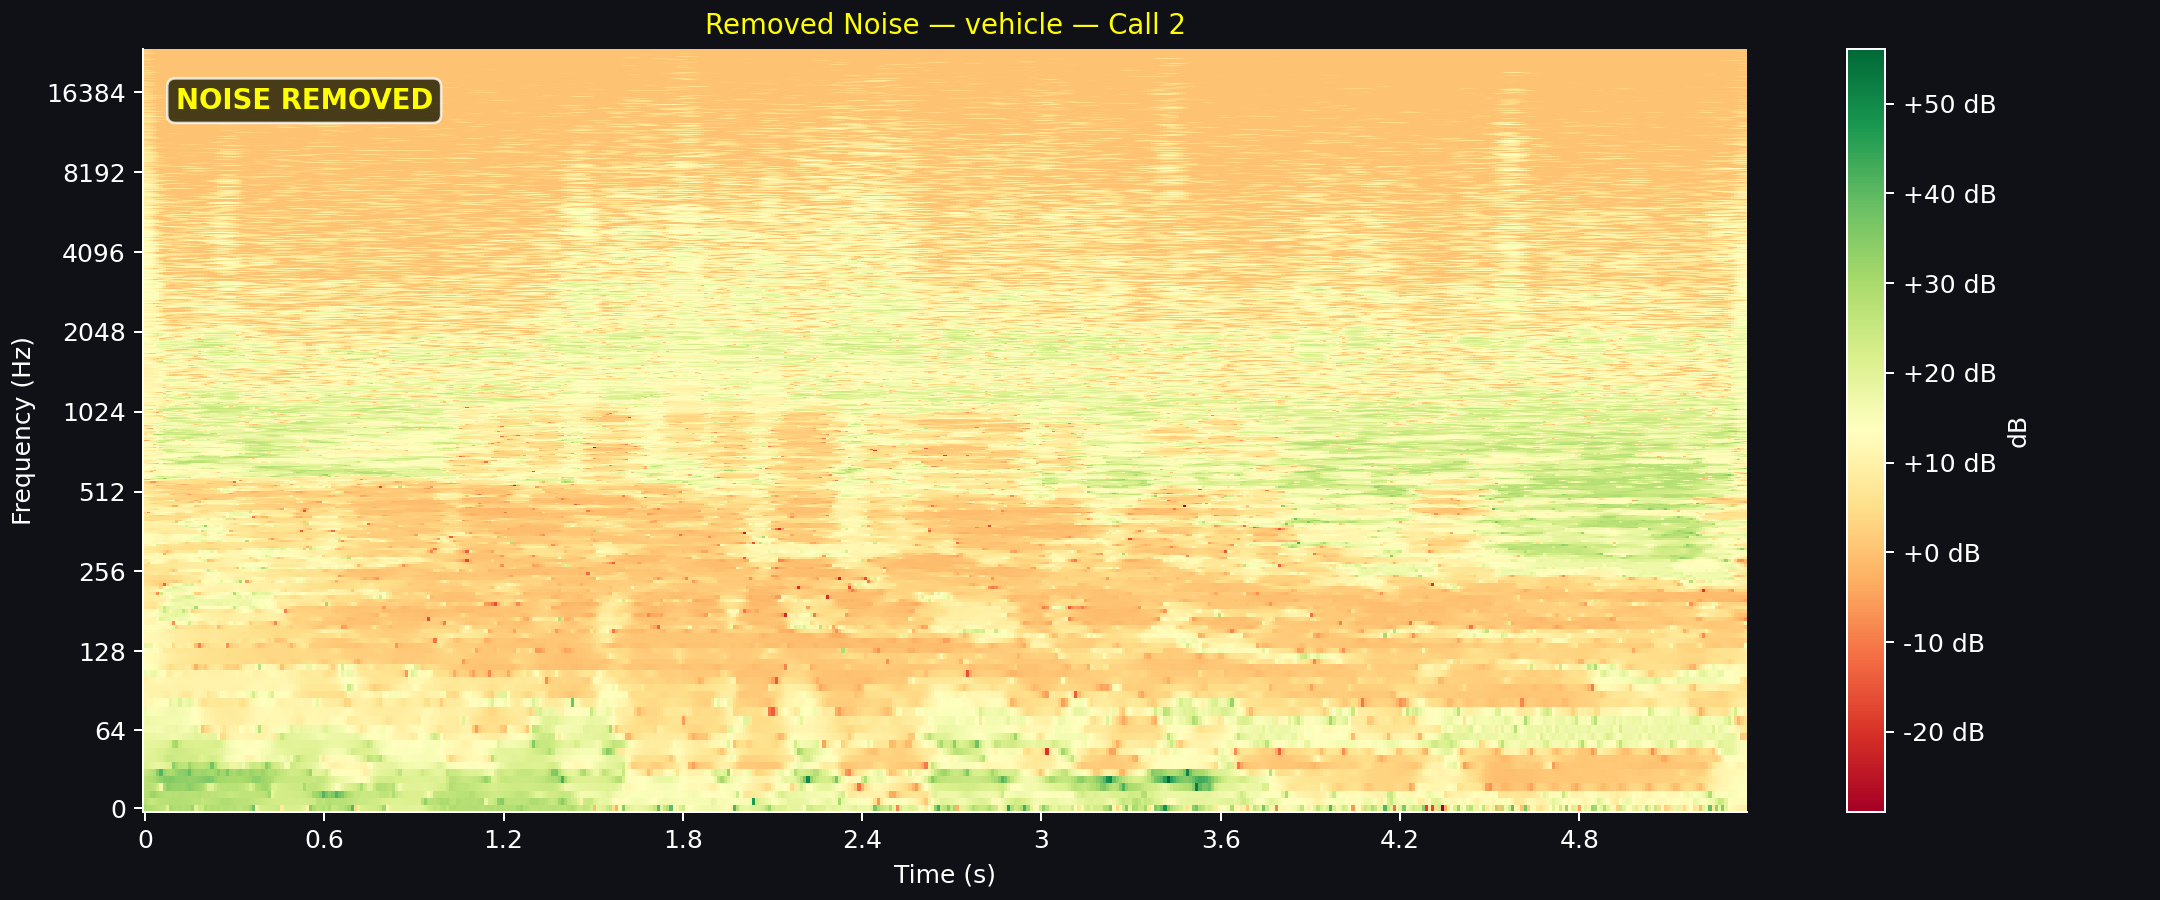 Removed Noise — vehicle — Call 2
NOISE REMOVED
16384
8192
4096
2048
1024
512
256
128
64
0
Frequency (Hz)
0
0.6
1.2
1.8
2.4
3
3.6
4.2
4.8
Time (s)
+50 dB
+40 dB
+30 dB
+20 dB
+10 dB
+0 dB
-10 dB
-20 dB
dB